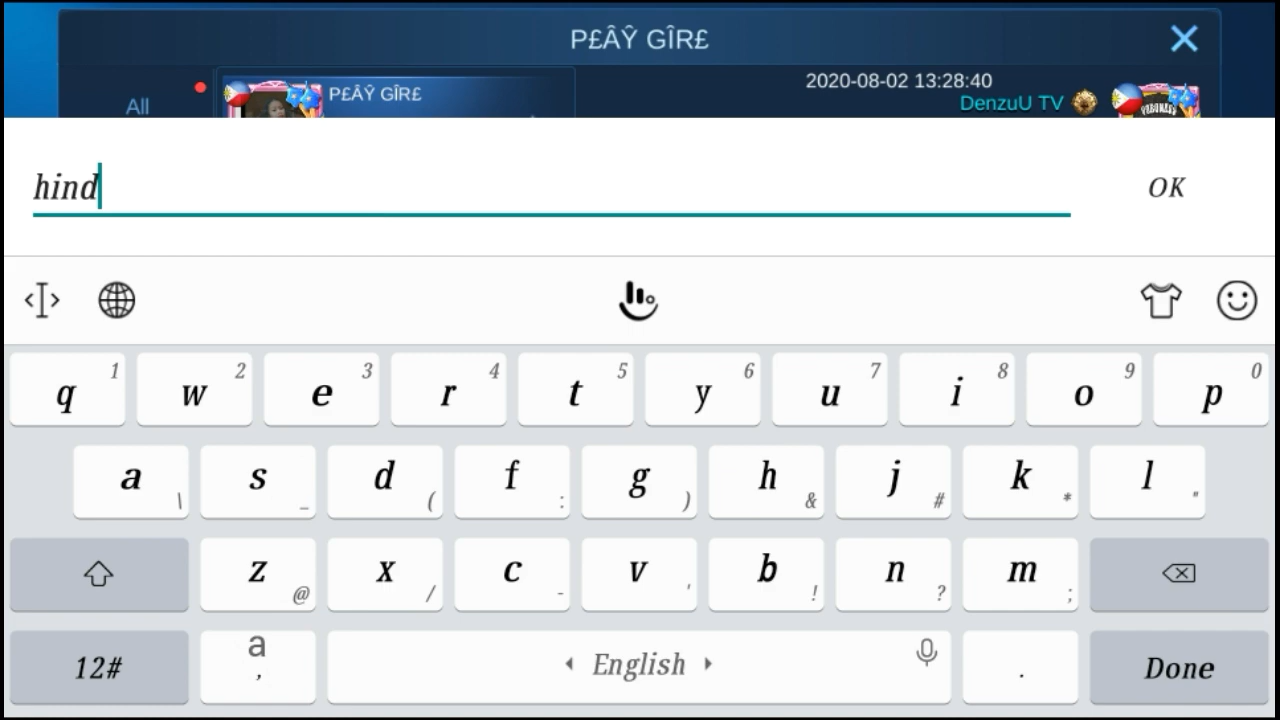 P£ÂŶ GÎR£
All
P£ÂŶ GÎR£
2020-08-02 13:28:40
DenzuU TV
hind
OK
q 1 w 2 e 3 r 4 t 5 y 6 u 7 i 8 o 9 p 0
a \ s _ d ( f : g ) h & j # k * l "
z @ x / c - v ' b ! n ? m ;
12# a , English . Done